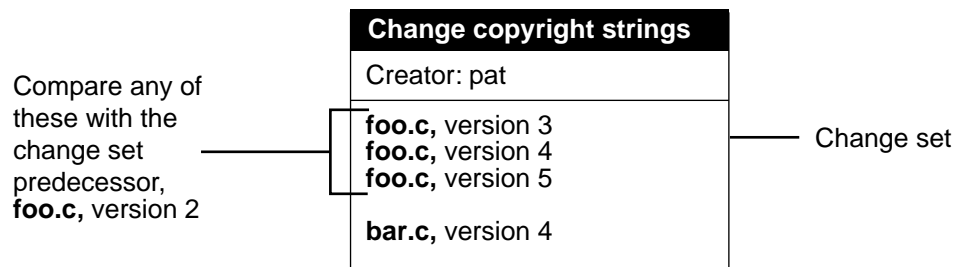 Change copyright strings
Creator: pat
Compare any of
these with the
change set
predecessor,
foo.c, version 2
foo.c, version 3
foo.c, version 4
foo.c, version 5
bar.c, version 4
Change set